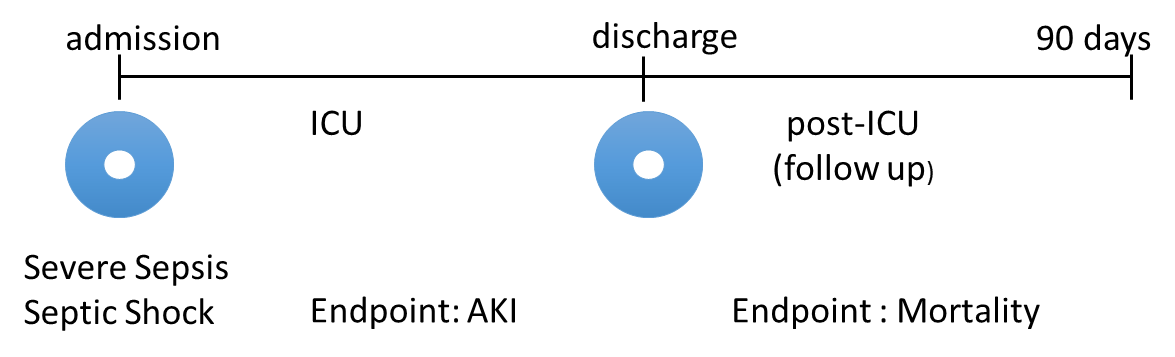 admission
discharge
90 days
ICU
post-ICU
(follow up)
Severe Sepsis
Septic Shock
Endpoint: AKI
Endpoint : Mortality